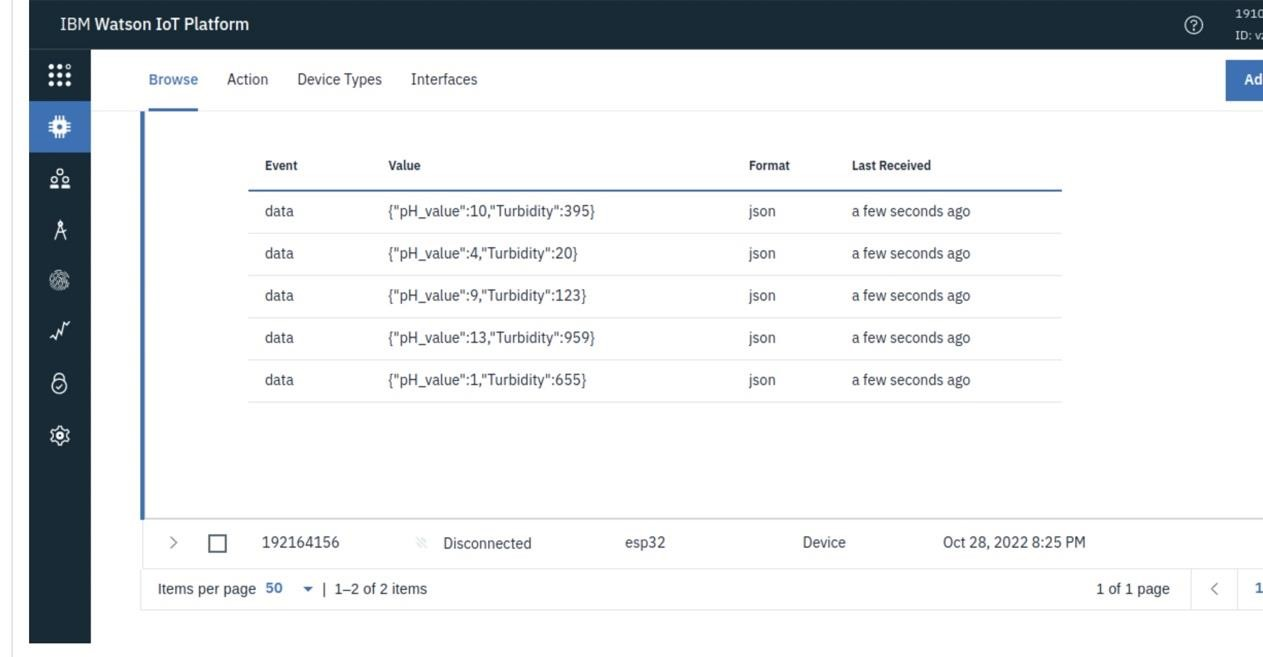 IBM Watson IoT Platform
1910
ID: v
Browse Action Device Types Interfaces
Ad
Event Value Format Last Received
data {"pH_value":10,"Turbidity":395} json a few seconds ago
data {"pH_value":4,"Turbidity":20} json a few seconds ago
data {"pH_value":9,"Turbidity":123} json a few seconds ago
data {"pH_value":13,"Turbidity":959} json a few seconds ago
data {"pH_value":1,"Turbidity":655} json a few seconds ago
192164156 Disconnected esp32 Device Oct 28, 2022 8:25 PM
Items per page 50 | 1–2 of 2 items 1 of 1 page 1